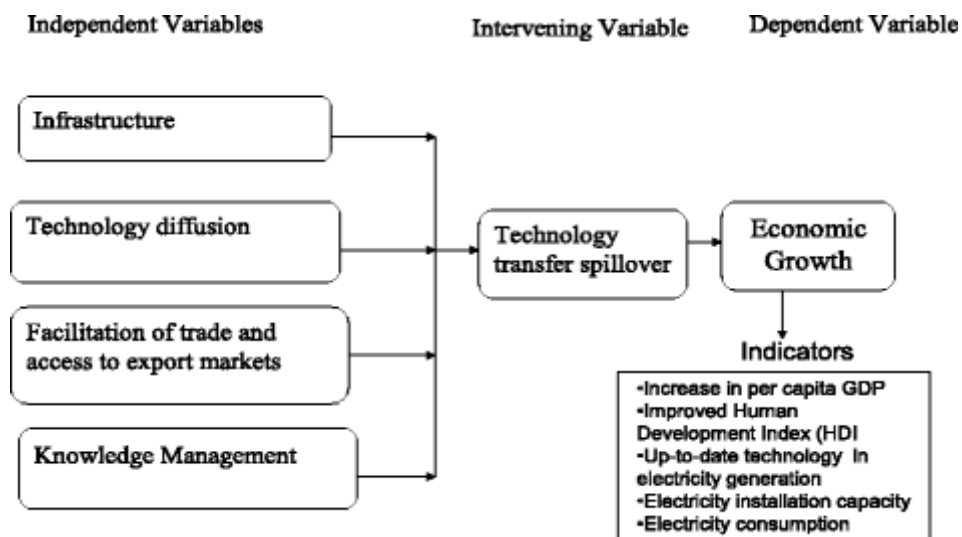 Independent Variables
Intervening Variable
Dependent Variable
Infrastructure
Technology diffusion
Facilitation of trade and
access to export markets
Knowledge Management
Technology
transfer spillover
Economic
Growth
Indicators
•Increase in per capita GDP
•Improved Human
Development Index (HDI
•Up-to-date technology In
electricity generation
•Electricity installation capacity
•Electricity consumption